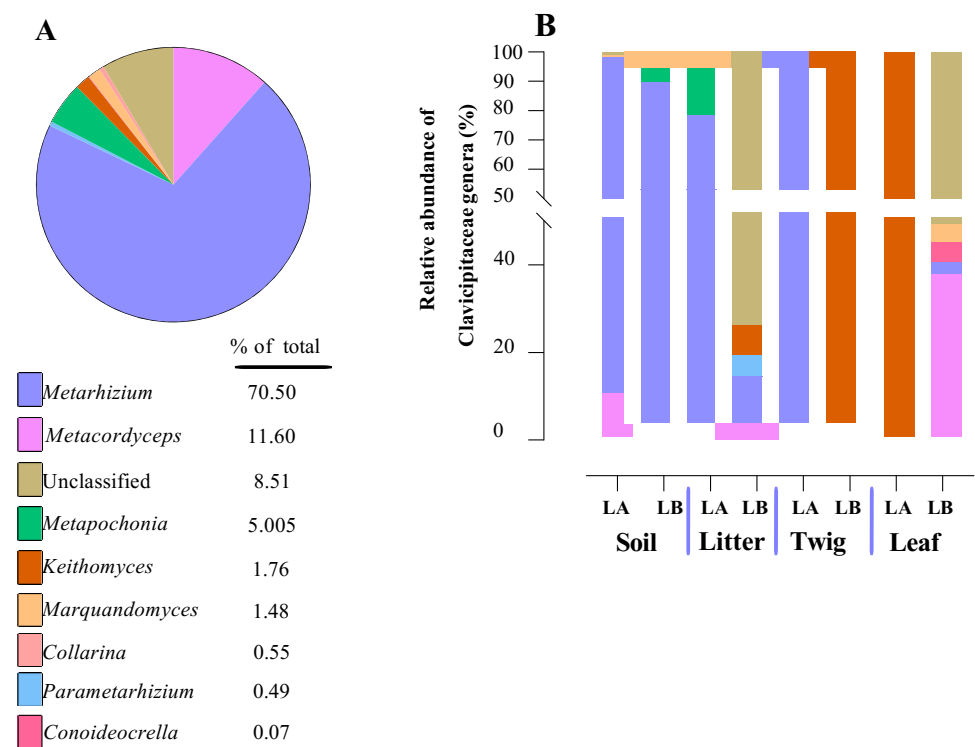 A
% of total
Metarhizium 70.50
Metacordyceps 11.60
Unclassified 8.51
Metapochonia 5.005
Keithomyces 1.76
Marquandomyces 1.48
Collarina 0.55
Parametarhizium 0.49
Conoideocrella 0.07
B
Relative abundance of
Clavicipitaceae genera (%)
100
90
80
70
60
50
40
20
0
LA LB LA LB LA LB LA LB
Soil Litter Twig Leaf